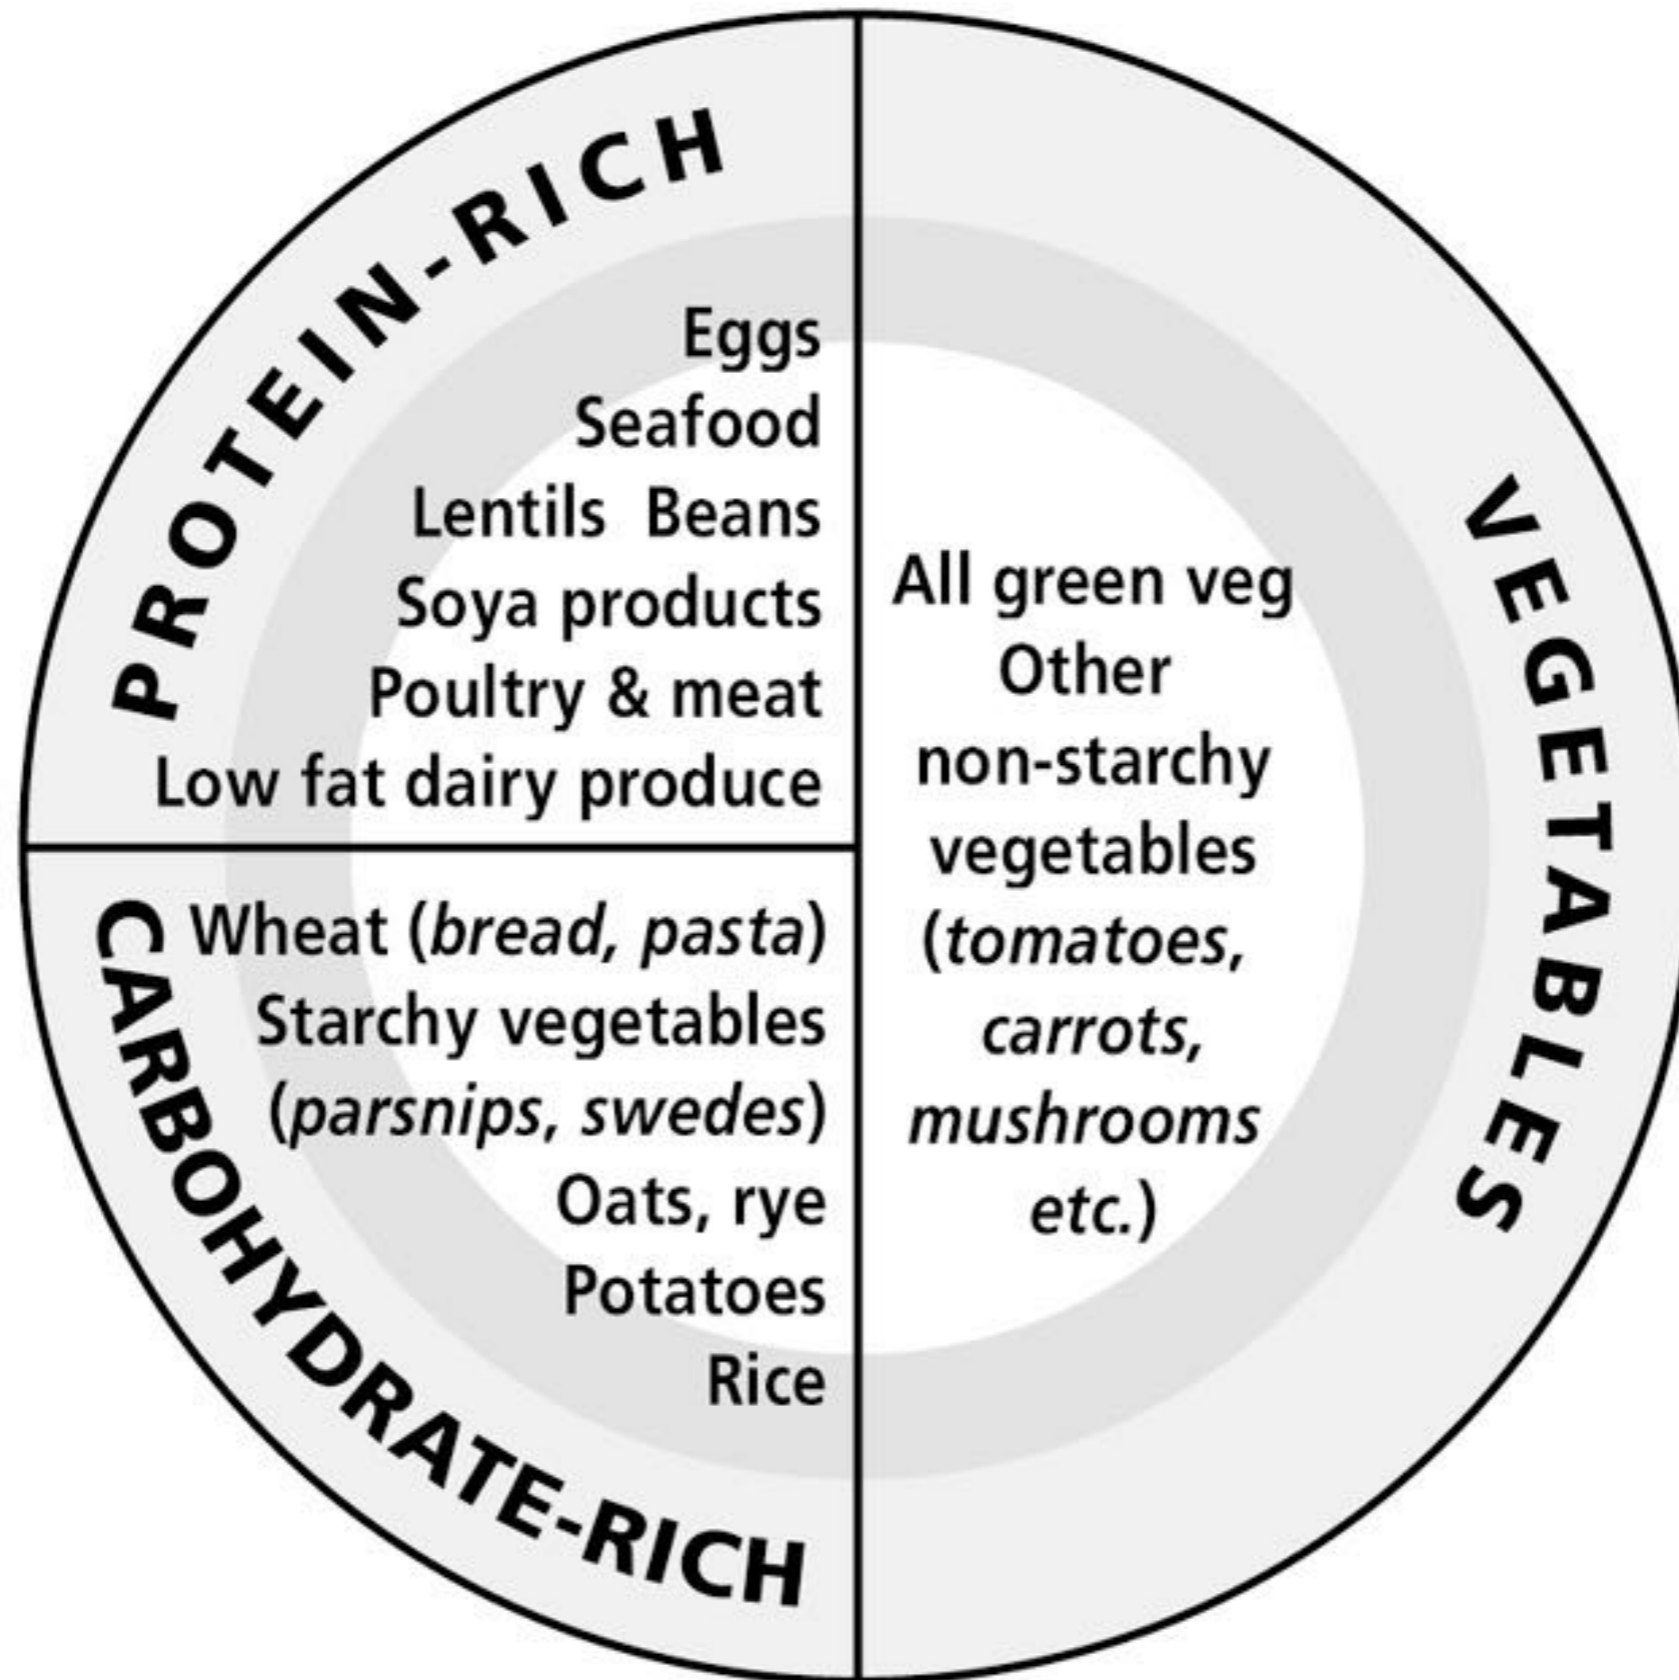 PROTEIN-RICH
Eggs
Seafood
Lentils Beans
Soya products
Poultry & meat
Low fat dairy produce
CARBOHYDRATE-RICH
Wheat (bread, pasta)
Starchy vegetables
(parsnips, swedes)
Oats, rye
Potatoes
Rice
VEGETABLES
All green veg
Other
non-starchy
vegetables
(tomatoes,
carrots,
mushrooms
etc.)